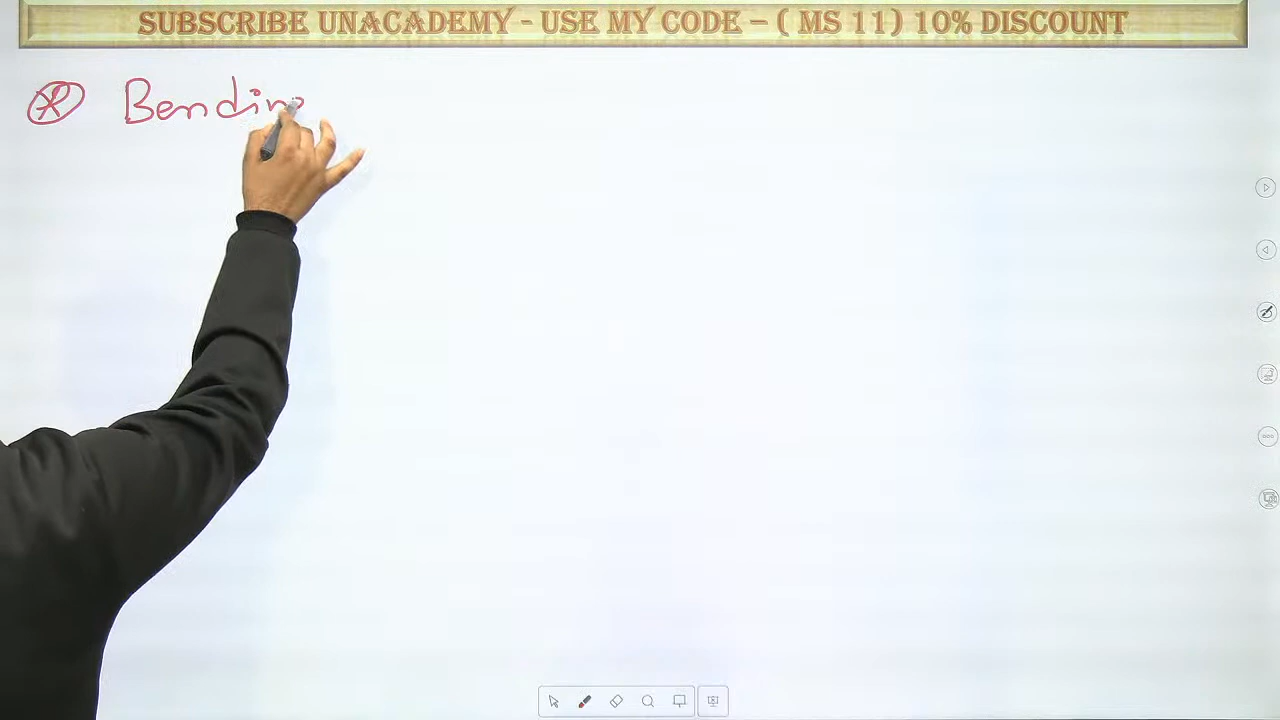 SUBSCRIBE UNACADEMY - USE MY CODE – ( MS 11) 10% DISCOUNT
Bendin